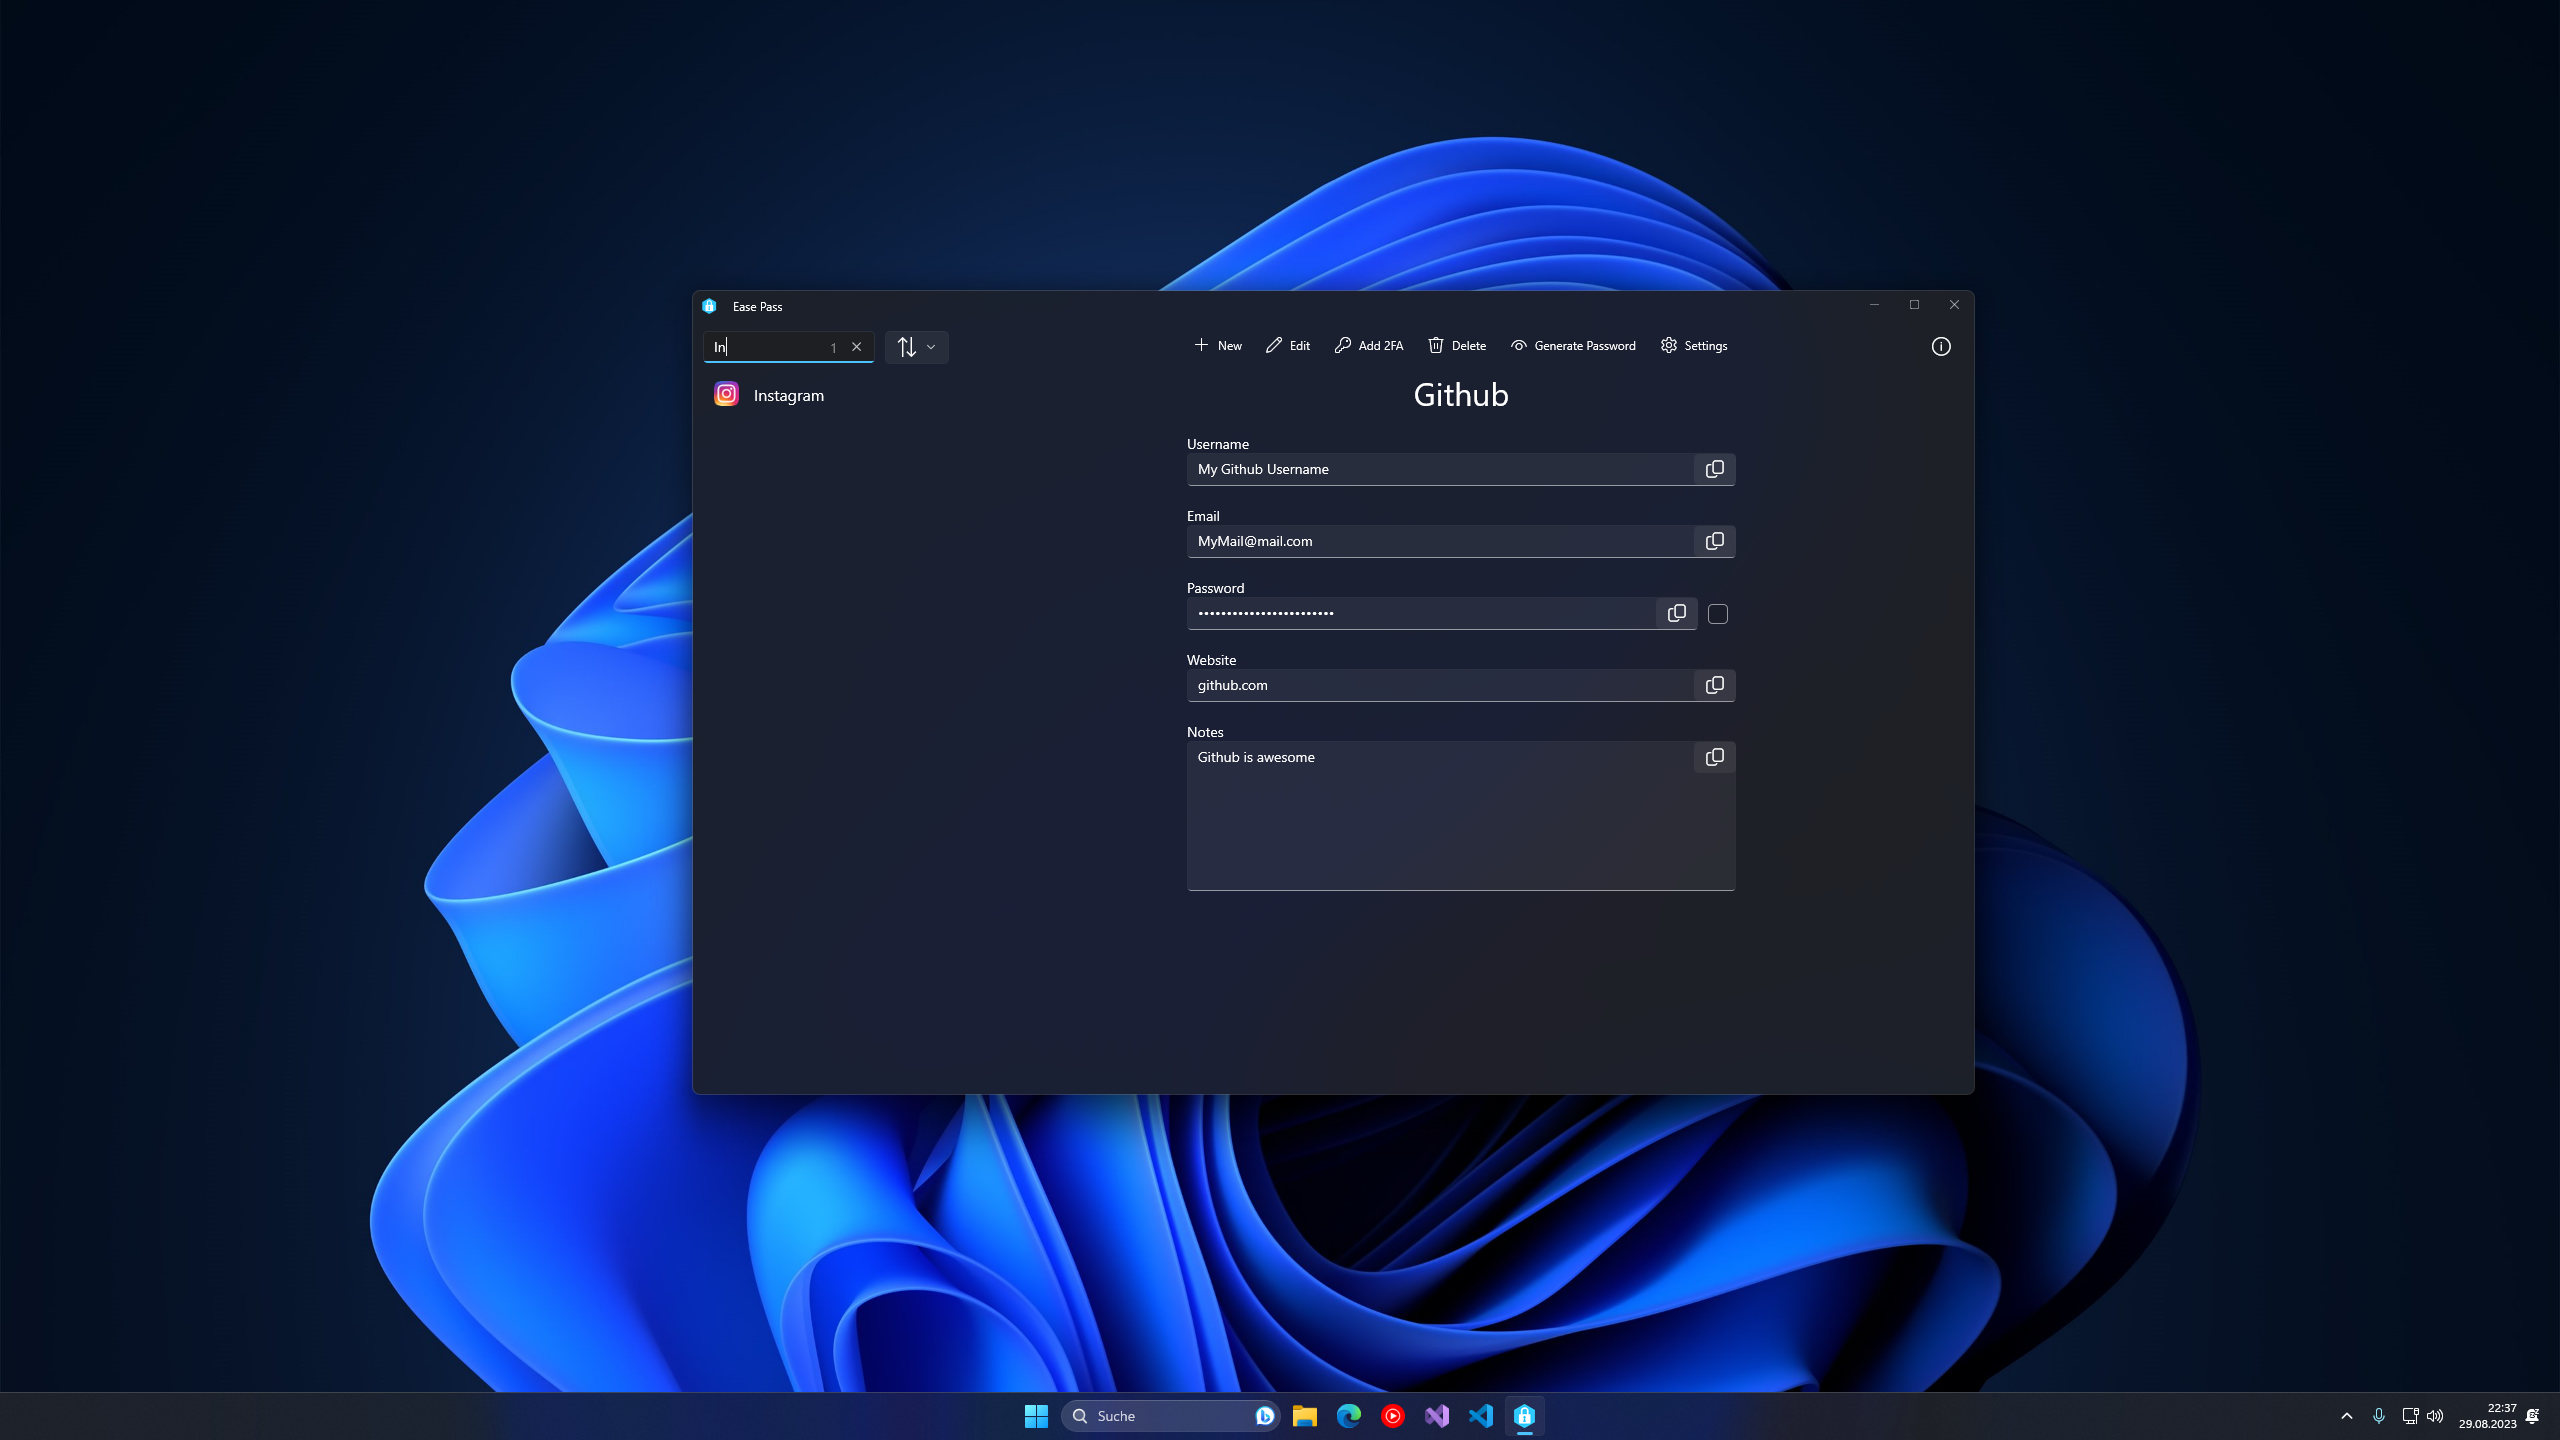 Ease Pass
In 1
New Edit Add 2FA Delete Generate Password Settings
Instagram
Github
Username
My Github Username
Email
MyMail@mail.com
Password
••••••••••••••••••••••••
Website
github.com
Notes
Github is awesome
Suche
22:37
29.08.2023